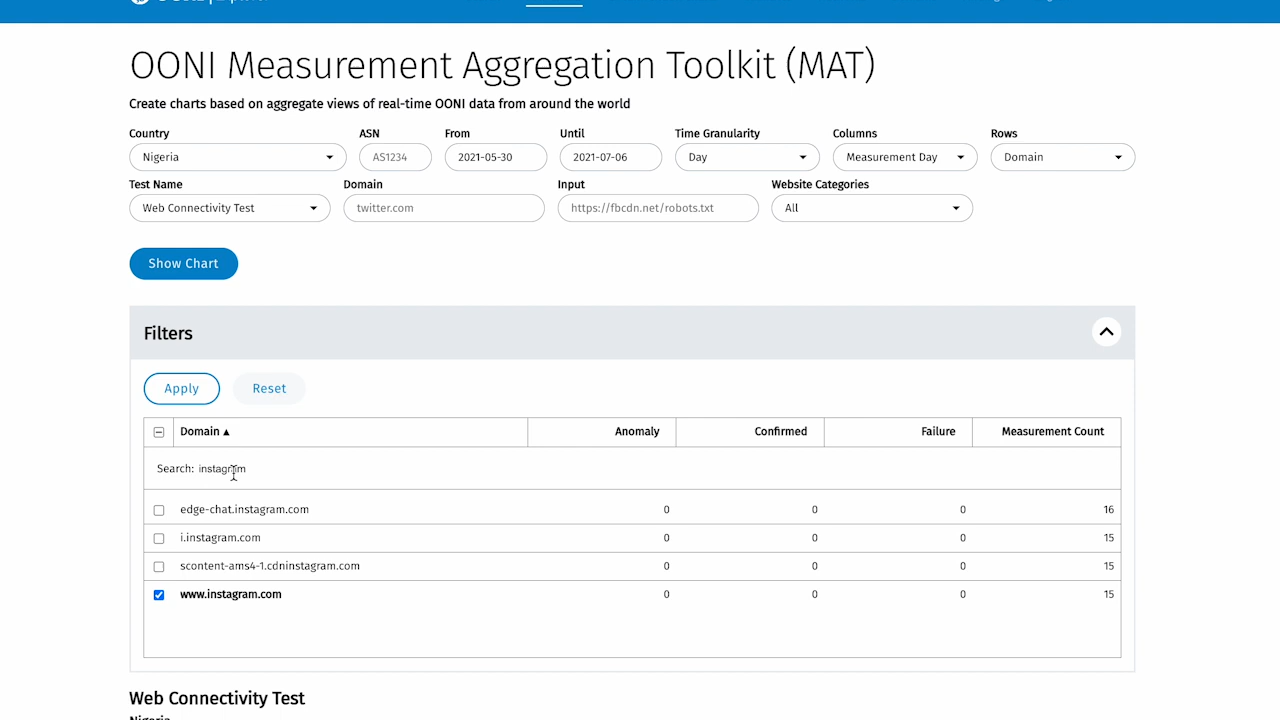 OONI Measurement Aggregation Toolkit (MAT)
Create charts based on aggregate views of real-time OONI data from around the world
Country ASN From Until Time Granularity Columns Rows
Nigeria AS1234 2021-05-30 2021-07-06 Day Measurement Day Domain
Test Name Domain Input Website Categories
Web Connectivity Test twitter.com https://fbcdn.net/robots.txt All
Show Chart
Filters
Apply Reset
Domain ▲ Anomaly Confirmed Failure Measurement Count
Search: instagram
edge-chat.instagram.com 0 0 0 16
i.instagram.com 0 0 0 15
scontent-ams4-1.cdninstagram.com 0 0 0 15
www.instagram.com 0 0 0 15
Web Connectivity Test
Nigeria